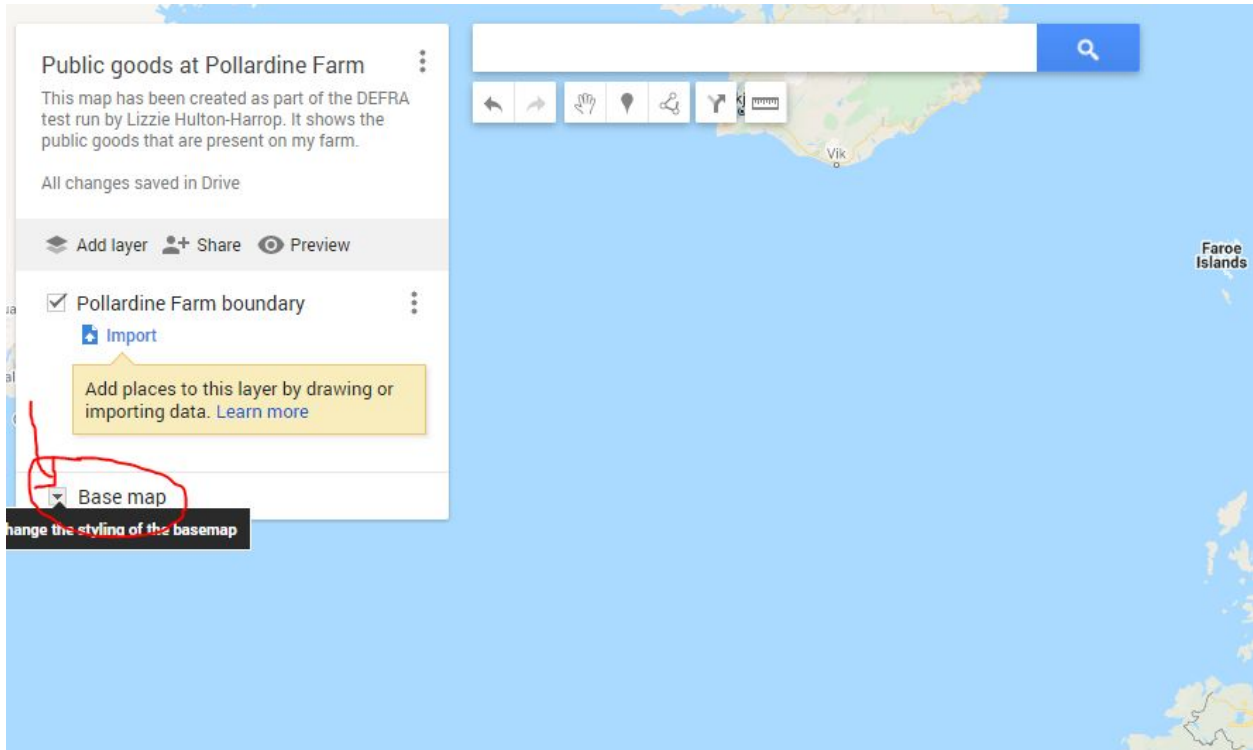 Public goods at Pollardine Farm
This map has been created as part of the DEFRA
test run by Lizzie Hulton-Harrop. It shows the
public goods that are present on my farm.
All changes saved in Drive
Add layer Share Preview
Pollardine Farm boundary
Import
Add places to this layer by drawing or
importing data. Learn more
Base map
hange the styling of the basemap
Vik
Faroe
Islands